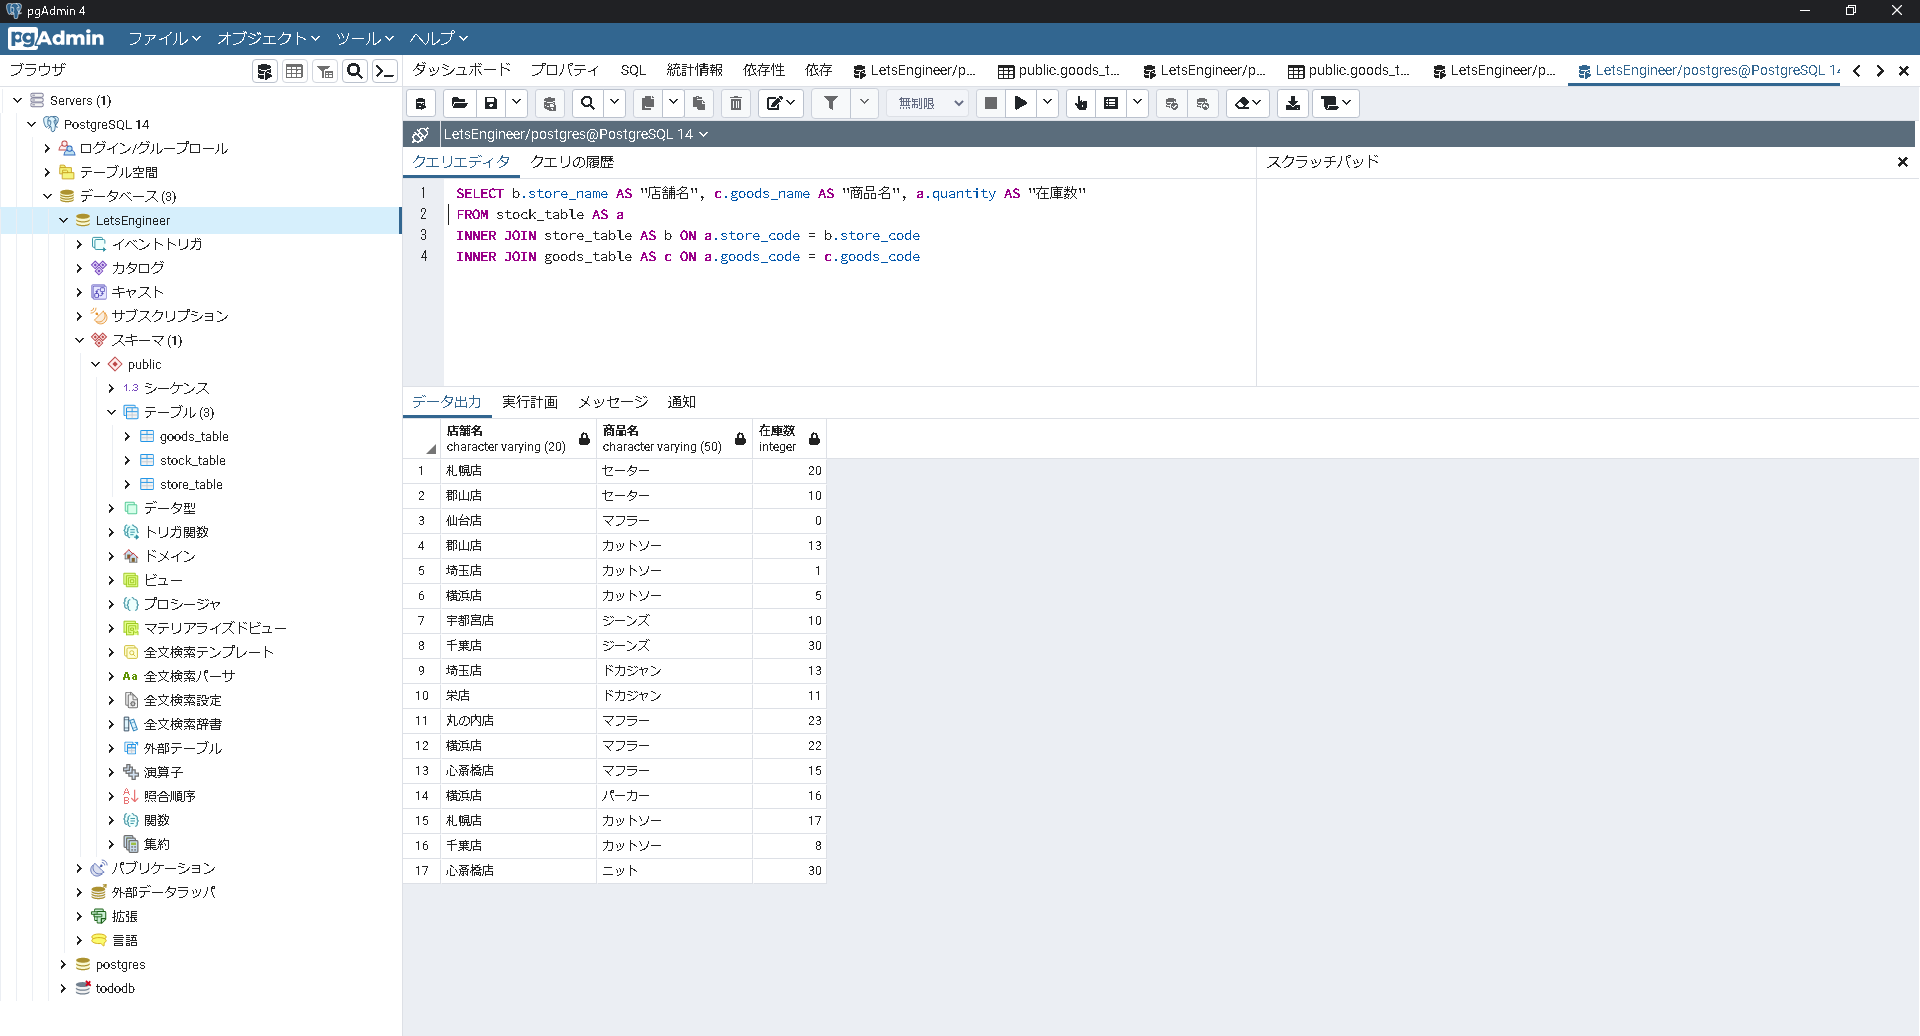 pgAdmin 4
pgAdmin ファイル オブジェクト ツール ヘルプ
ブラウザ
Servers (1)
PostgreSQL 14
ログイン/グループロール
テーブル空間
データベース (3)
LetsEngineer
イベントトリガ
カタログ
キャスト
サブスクリプション
スキーマ (1)
public
1.3 シーケンス
テーブル (3)
goods_table
stock_table
store_table
データ型
トリガ関数
ドメイン
ビュー
プロシージャ
マテリアライズドビュー
全文検索テンプレート
Aa 全文検索パーサ
全文検索設定
全文検索辞書
外部テーブル
演算子
照合順序
関数
集約
パブリケーション
外部データラッパ
拡張
言語
postgres
tododb
ダッシュボード プロパティ SQL 統計情報 依存性 依存 LetsEngineer/p... public.goods_t... LetsEngineer/p... public.goods_t... LetsEngineer/p... LetsEngineer/postgres@PostgreSQL 14
無制限
LetsEngineer/postgres@PostgreSQL 14
クエリエディタ クエリの履歴 スクラッチパッド
1 SELECT b.store_name AS "店舗名", c.goods_name AS "商品名", a.quantity AS "在庫数"
2 FROM stock_table AS a
3 INNER JOIN store_table AS b ON a.store_code = b.store_code
4 INNER JOIN goods_table AS c ON a.goods_code = c.goods_code
データ出力 実行計画 メッセージ 通知
店舗名 商品名 在庫数
character varying (20) character varying (50) integer
1 札幌店 セーター 20
2 郡山店 セーター 10
3 仙台店 マフラー 0
4 郡山店 カットソー 13
5 埼玉店 カットソー 1
6 横浜店 カットソー 5
7 宇都宮店 ジーンズ 10
8 千葉店 ジーンズ 30
9 埼玉店 ドカジャン 13
10 栄店 ドカジャン 11
11 丸の内店 マフラー 23
12 横浜店 マフラー 22
13 心斎橋店 マフラー 15
14 横浜店 パーカー 16
15 札幌店 カットソー 17
16 千葉店 カットソー 8
17 心斎橋店 ニット 30